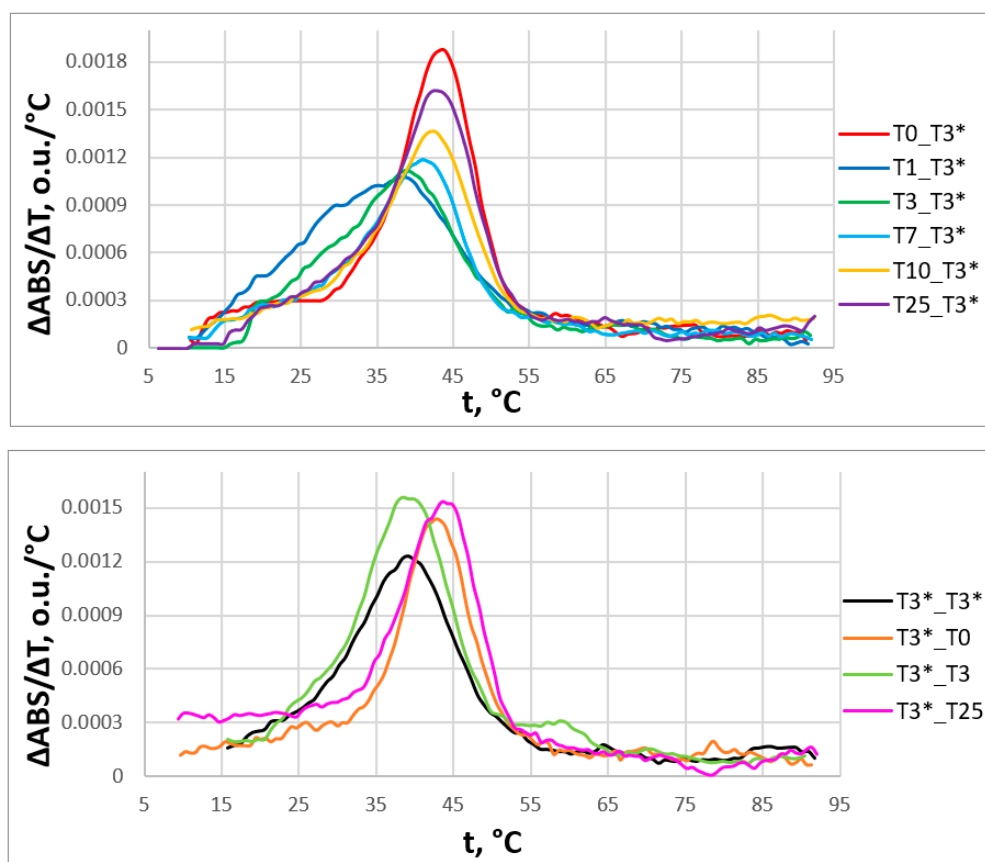 ΔABS/ΔT, o.u./°C
0.0018
0.0015
0.0012
0.0009
0.0006
0.0003
0
5 15 25 35 45 55 65 75 85 95
t, °C
T0_T3*
T1_T3*
T3_T3*
T7_T3*
T10_T3*
T25_T3*
ΔABS/ΔT, o.u./°C
0.0015
0.0012
0.0009
0.0006
0.0003
0
5 15 25 35 45 55 65 75 85 95
t, °C
T3*_T3*
T3*_T0
T3*_T3
T3*_T25